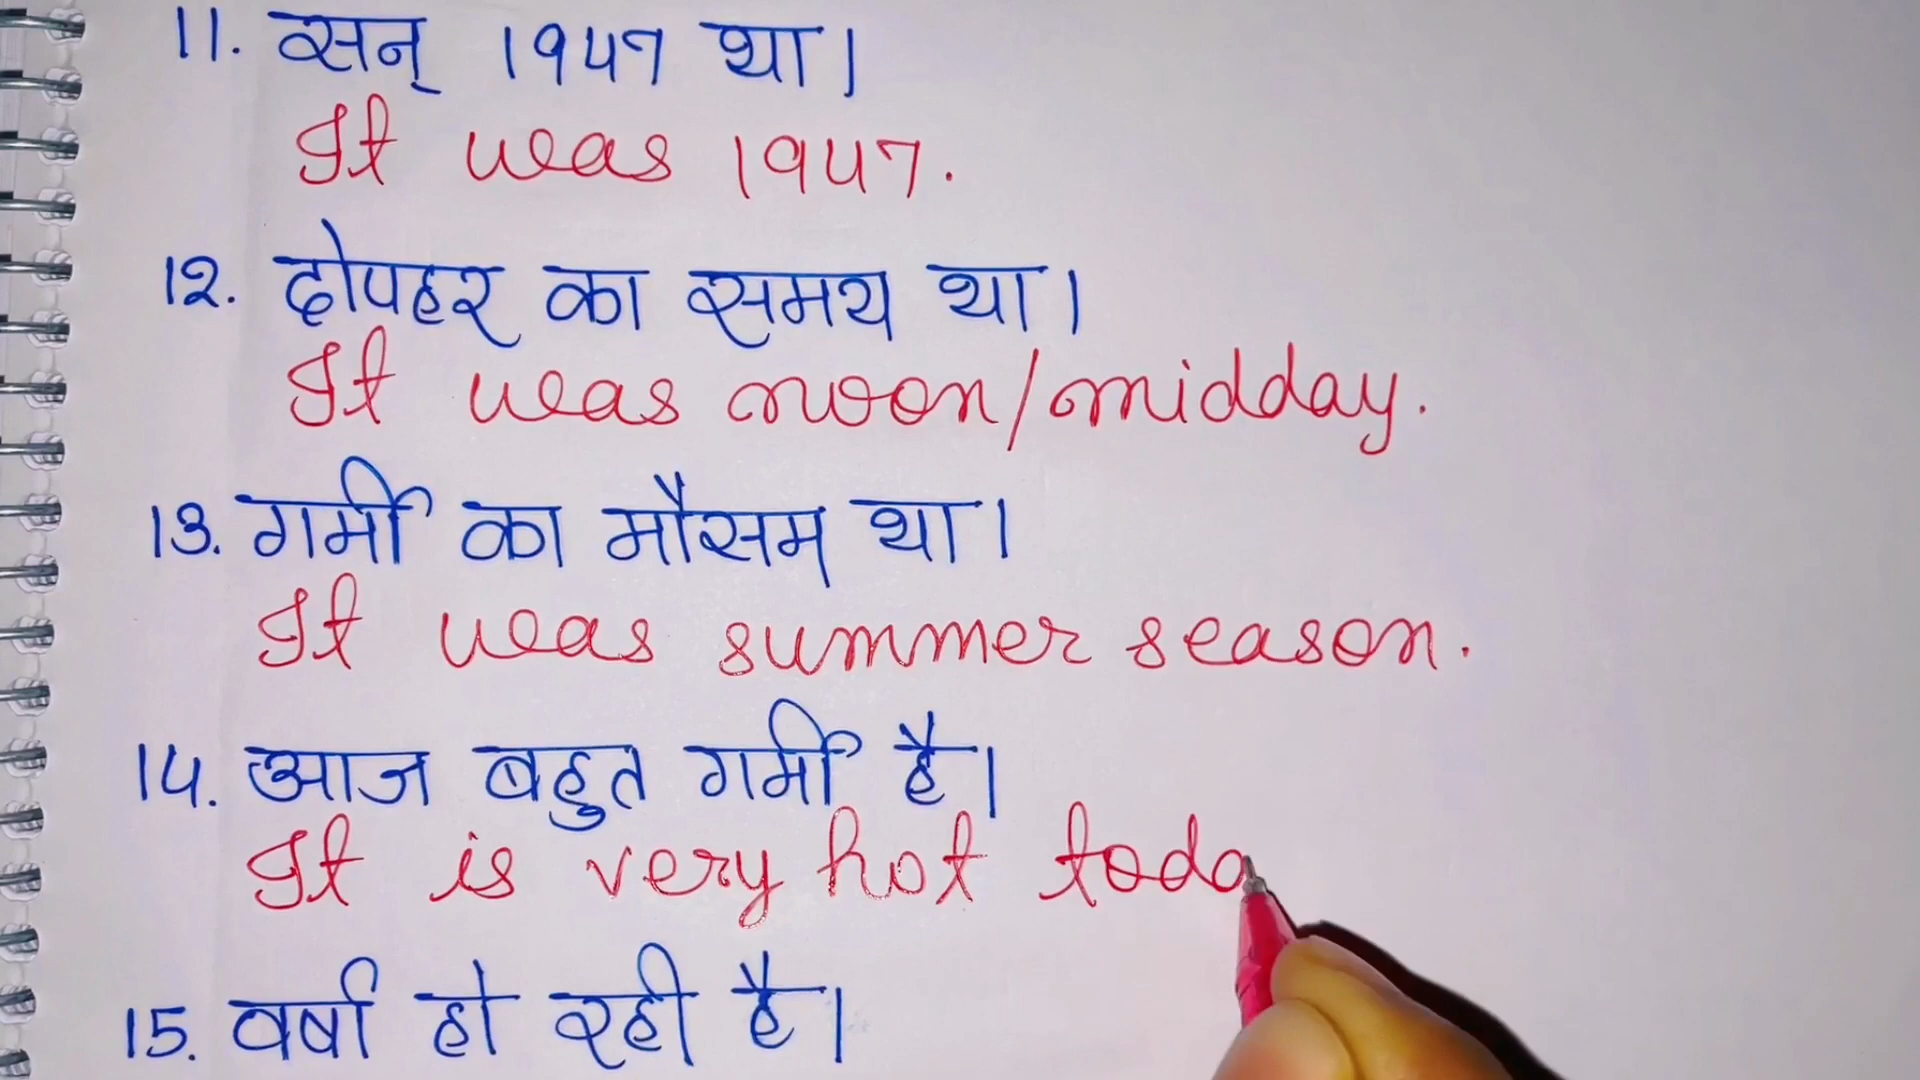 11. सन् 1947 था।
It was 1947.
12. दोपहर का समय था।
It was noon/midday.
13. गर्मी का मौसम था।
It was summer season.
14. आज बहुत गर्मी है।
It is very hot toda
15. वर्षा हो रही है।